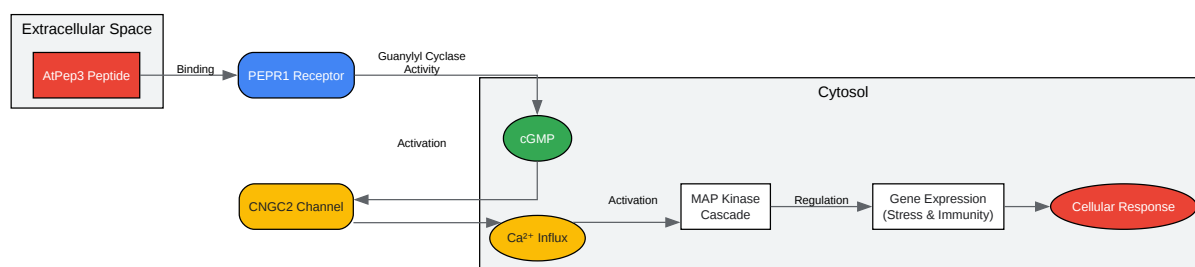 Extracellular Space
AtPep3 Peptide
Binding
PEPR1 Receptor
Guanylyl Cyclase
Activity
Cytosol
cGMP
Activation
CNGC2 Channel
Ca²⁺ Influx
Activation
MAP Kinase
Cascade
Regulation
Gene Expression
(Stress & Immunity)
Cellular Response